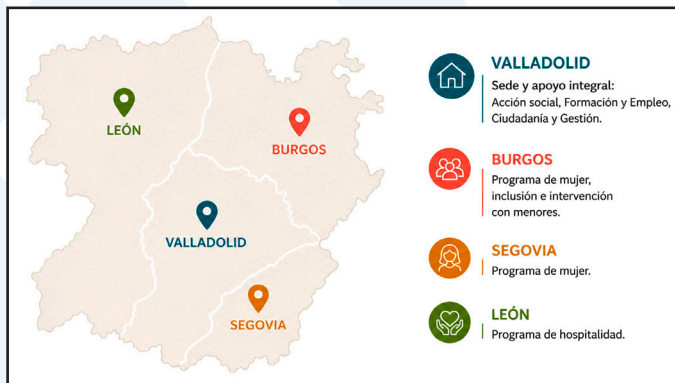 LEÓN
BURGOS
VALLADOLID
SEGOVIA
VALLADOLID
Sede y apoyo integral:
Acción social, Formación y Empleo,
Ciudadanía y Gestión.
BURGOS
Programa de mujer,
inclusión e intervención
con menores.
SEGOVIA
Programa de mujer.
LEÓN
Programa de hospitalidad.